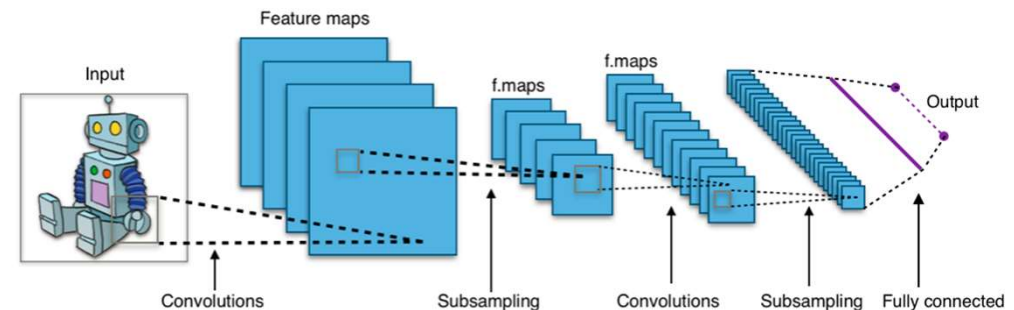 Feature maps
Input
f.maps
f.maps
Output
Convolutions
Subsampling
Convolutions
Subsampling
Fully connected